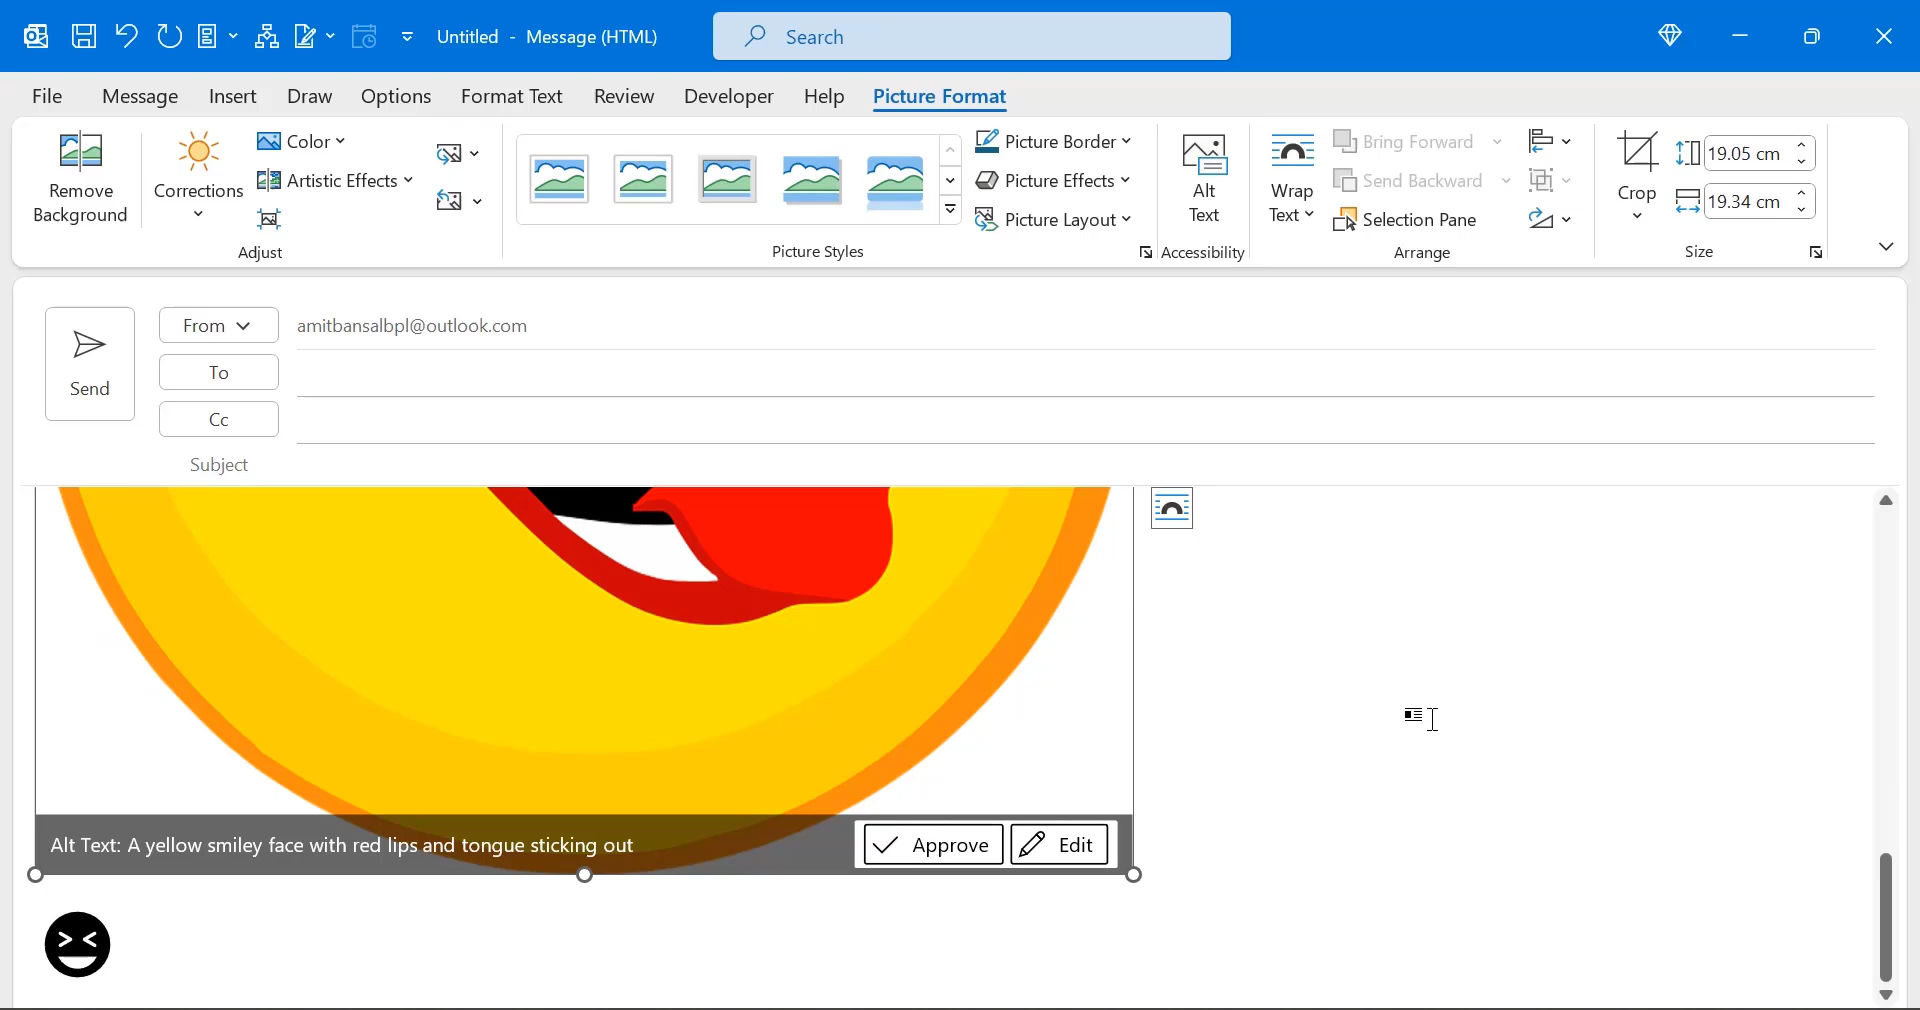 Untitled - Message (HTML)
Search
File Message Insert Draw Options Format Text Review Developer Help Picture Format
Remove Background
Corrections
Color
Artistic Effects
Adjust
Picture Styles
Picture Border
Picture Effects
Picture Layout
Alt Text
Accessibility
Wrap Text
Bring Forward
Send Backward
Selection Pane
Arrange
Crop
19.05 cm
19.34 cm
Size
Send
From amitbansalbpl@outlook.com
To
Cc
Subject
Alt Text: A yellow smiley face with red lips and tongue sticking out
Approve
Edit